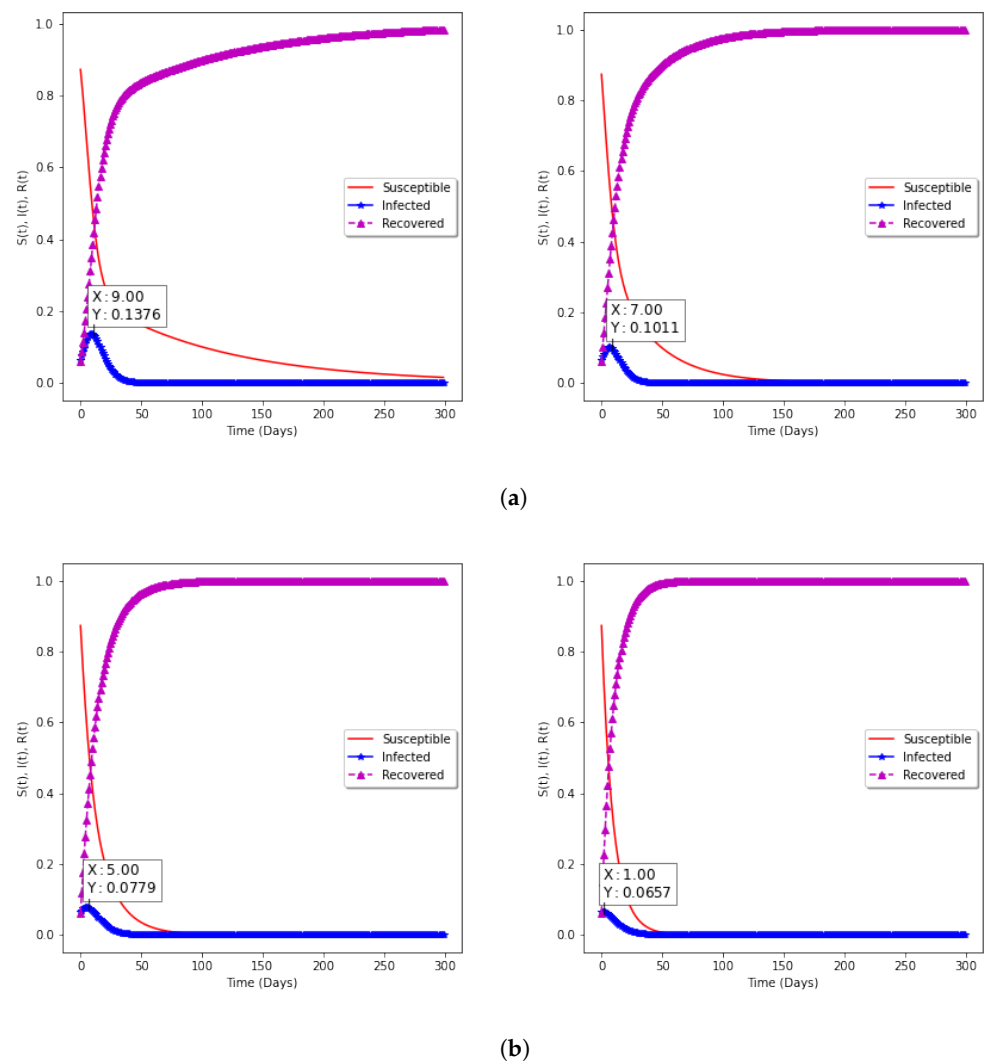 1.0
0.8
0.6
0.4
0.2
0.0
S(t), I(t), R(t)
Susceptible
Infected
Recovered
X : 9.00
Y : 0.1376
0 50 100 150 200 250 300
Time (Days)
1.0
0.8
0.6
0.4
0.2
0.0
S(t), I(t), R(t)
Susceptible
Infected
Recovered
X : 7.00
Y : 0.1011
0 50 100 150 200 250 300
Time (Days)
(a)
1.0
0.8
0.6
0.4
0.2
0.0
S(t), I(t), R(t)
Susceptible
Infected
Recovered
X : 5.00
Y : 0.0779
0 50 100 150 200 250 300
Time (Days)
1.0
0.8
0.6
0.4
0.2
0.0
S(t), I(t), R(t)
Susceptible
Infected
Recovered
X : 1.00
Y : 0.0657
0 50 100 150 200 250 300
Time (Days)
(b)